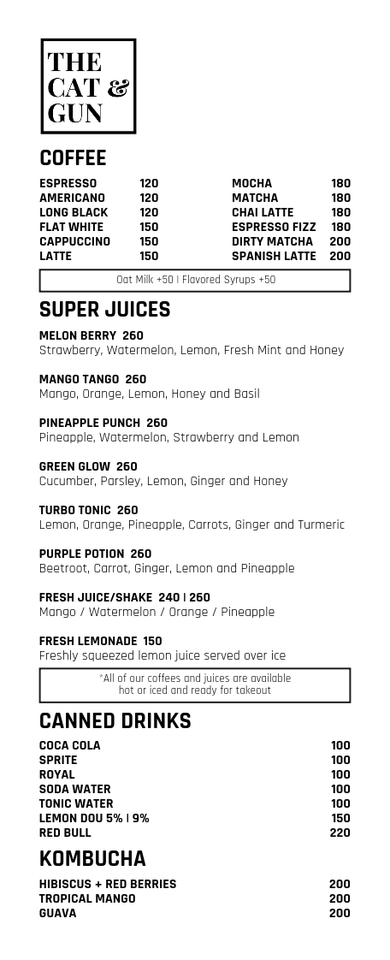 THE
CAT &
GUN
COFFEE
ESPRESSO 120
AMERICANO 120
LONG BLACK 120
FLAT WHITE 150
CAPPUCCINO 150
LATTE 150
MOCHA 180
MATCHA 180
CHAI LATTE 180
ESPRESSO FIZZ 180
DIRTY MATCHA 200
SPANISH LATTE 200
Oat Milk +50 | Flavored Syrups +50
SUPER JUICES
MELON BERRY 260
Strawberry, Watermelon, Lemon, Fresh Mint and Honey
MANGO TANGO 260
Mango, Orange, Lemon, Honey and Basil
PINEAPPLE PUNCH 260
Pineapple, Watermelon, Strawberry and Lemon
GREEN GLOW 260
Cucumber, Parsley, Lemon, Ginger and Honey
TURBO TONIC 260
Lemon, Orange, Pineapple, Carrots, Ginger and Turmeric
PURPLE POTION 260
Beetroot, Carrot, Ginger, Lemon and Pineapple
FRESH JUICE/SHAKE 240 | 260
Mango / Watermelon / Orange / Pineapple
FRESH LEMONADE 150
Freshly squeezed lemon juice served over ice
*All of our coffees and juices are available
hot or iced and ready for takeout
CANNED DRINKS
COCA COLA 100
SPRITE 100
ROYAL 100
SODA WATER 100
TONIC WATER 100
LEMON DOU 5% | 9% 150
RED BULL 220
KOMBUCHA
HIBISCUS + RED BERRIES 200
TROPICAL MANGO 200
GUAVA 200